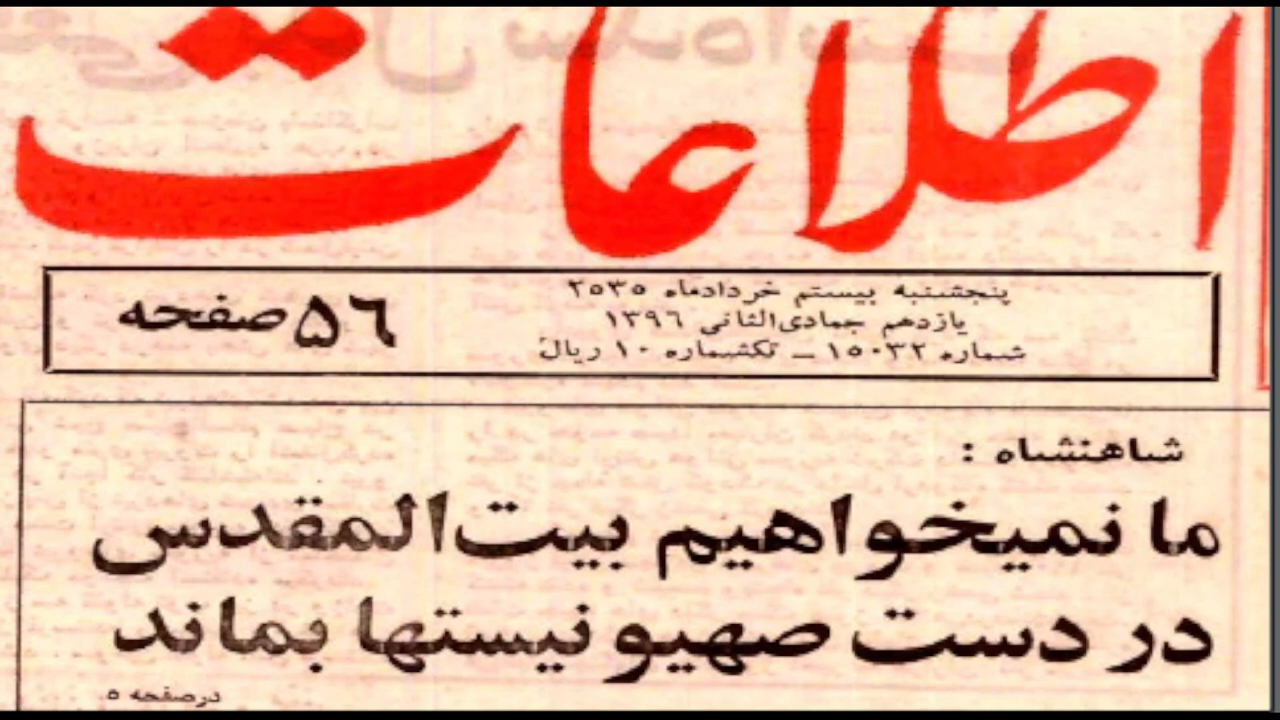 اطلاعات
پنجشنبه بیستم خردادماه ۲۵۳۵
یازدهم جمادی‌الثانی ۱۳۹۶
شماره ۱۵۰۳۲ ـ تکشماره ۱۰ ریال
۵۶ صفحه
شاهنشاه :
ما نمیخواهیم بیت‌المقدس
در دست صهیونیستها بماند
درصفحه ۵